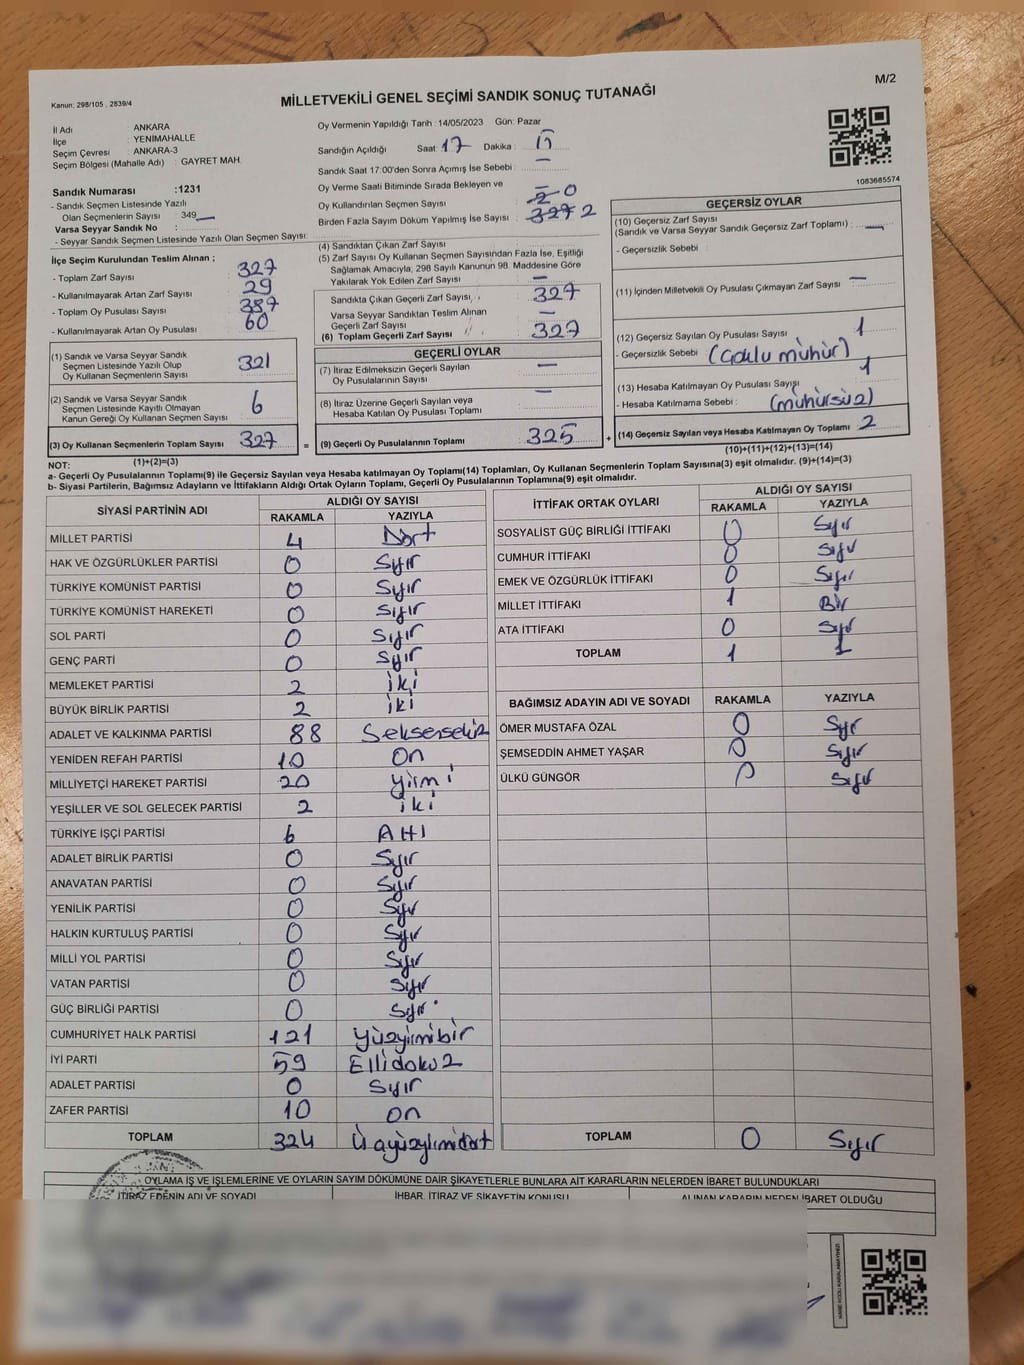 M/2
Kanun: 298/105 , 2839/4
MİLLETVEKİLİ GENEL SEÇİMİ SANDIK SONUÇ TUTANAĞI
İl Adı : ANKARA
İlçe : YENİMAHALLE
Seçim Çevresi : ANKARA-3
Seçim Bölgesi (Mahalle Adı) : GAYRET MAH.
Sandık Numarası :1231
- Sandık Seçmen Listesinde Yazılı
Olan Seçmenlerin Sayısı : 349
Varsa Seyyar Sandık No :
- Seyyar Sandık Seçmen Listesinde Yazılı Olan Seçmen Sayısı:
Oy Vermenin Yapıldığı Tarih : 14/05/2023 Gün: Pazar
Sandığın Açıldığı Saat : 17 Dakika :
Sandık Saat 17:00'den Sonra Açılmış İse Sebebi : —
Oy Verme Saati Bitiminde Sırada Bekleyen ve
Oy Kullandırılan Seçmen Sayısı : 0
Birden Fazla Sayım Döküm Yapılmış İse Sayısı : 327 2
1083665574
İlçe Seçim Kurulundan Teslim Alınan ;
- Toplam Zarf Sayısı : 327
- Kullanılmayarak Artan Zarf Sayısı : 29
- Toplam Oy Pusulası Sayısı : 387
- Kullanılmayarak Artan Oy Pusulası : 60
(1) Sandık ve Varsa Seyyar Sandık
Seçmen Listesinde Yazılı Olup
Oy Kullanan Seçmenlerin Sayısı : 321
(2) Sandık ve Varsa Seyyar Sandık
Seçmen Listesinde Kayıtlı Olmayan
Kanun Gereği Oy Kullanan Seçmen Sayısı : 6
(3) Oy Kullanan Seçmenlerin Toplam Sayısı : 327
(4) Sandıktan Çıkan Zarf Sayısı :
(5) Zarf Sayısı Oy Kullanan Seçmen Sayısından Fazla İse, Eşitliği
Sağlamak Amacıyla, 298 Sayılı Kanunun 98. Maddesine Göre
Yakılarak Yok Edilen Zarf Sayısı : —
Sandıkta Çıkan Geçerli Zarf Sayısı : 327
Varsa Seyyar Sandıktan Teslim Alınan
Geçerli Zarf Sayısı : —
(6) Toplam Geçerli Zarf Sayısı : 327
GEÇERLİ OYLAR
(7) İtiraz Edilmeksizin Geçerli Sayılan
Oy Pusulalarının Sayısı : —
(8) İtiraz Üzerine Geçerli Sayılan veya
Hesaba Katılan Oy Pusulası Toplamı : —
= (9) Geçerli Oy Pusulalarının Toplamı : 325 +
GEÇERSİZ OYLAR
(10) Geçersiz Zarf Sayısı
(Sandık ve Varsa Seyyar Sandık Geçersiz Zarf Toplamı) : —
- Geçersizlik Sebebi :
(11) İçinden Milletvekili Oy Pusulası Çıkmayan Zarf Sayısı : —
(12) Geçersiz Sayılan Oy Pusulası Sayısı : 1
- Geçersizlik Sebebi : (çoklu mühür)
(13) Hesaba Katılmayan Oy Pusulası Sayısı : 1
- Hesaba Katılmama Sebebi : (mühürsüz)
(14) Geçersiz Sayılan veya Hesaba Katılmayan Oy Toplamı : 2
(10)+(11)+(12)+(13)=(14)
NOT: (1)+(2)=(3)
a- Geçerli Oy Pusulalarının Toplamı(9) ile Geçersiz Sayılan veya Hesaba katılmayan Oy Toplamı(14) Toplamları, Oy Kullanan Seçmenlerin Toplam Sayısına(3) eşit olmalıdır. (9)+(14)=(3)
b- Siyasi Partilerin, Bağımsız Adayların ve İttifakların Aldığı Ortak Oyların Toplamı, Geçerli Oy Pusulalarının Toplamına(9) eşit olmalıdır.
SİYASİ PARTİNİN ADI ALDIĞI OY SAYISI
RAKAMLA YAZIYLA
MİLLET PARTİSİ 4 Dört
HAK VE ÖZGÜRLÜKLER PARTİSİ 0 Sıfır
TÜRKİYE KOMÜNİST PARTİSİ 0 Sıfır
TÜRKİYE KOMÜNİST HAREKETİ 0 Sıfır
SOL PARTİ 0 Sıfır
GENÇ PARTİ 0 Sıfır
MEMLEKET PARTİSİ 2 iki
BÜYÜK BİRLİK PARTİSİ 2 iki
ADALET VE KALKINMA PARTİSİ 88 Seksensekiz
YENİDEN REFAH PARTİSİ 10 On
MİLLİYETÇİ HAREKET PARTİSİ 20 Yirmi
YEŞİLLER VE SOL GELECEK PARTİSİ 2 iki
TÜRKİYE İŞÇİ PARTİSİ 6 Altı
ADALET BİRLİK PARTİSİ 0 Sıfır
ANAVATAN PARTİSİ 0 Sıfır
YENİLİK PARTİSİ 0 Sıfır
HALKIN KURTULUŞ PARTİSİ 0 Sıfır
MİLLİ YOL PARTİSİ 0 Sıfır
VATAN PARTİSİ 0 Sıfır
GÜÇ BİRLİĞİ PARTİSİ 0 Sıfır
CUMHURİYET HALK PARTİSİ 121 Yüzyirmibir
İYİ PARTİ 59 Ellidokuz
ADALET PARTİSİ 0 Sıfır
ZAFER PARTİSİ 10 on
TOPLAM 324 Üçyüzyirmidört
İTTİFAK ORTAK OYLARI ALDIĞI OY SAYISI
RAKAMLA YAZIYLA
SOSYALİST GÜÇ BİRLİĞİ İTTİFAKI 0 Sıfır
CUMHUR İTTİFAKI 0 Sıfır
EMEK VE ÖZGÜRLÜK İTTİFAKI 0 Sıfır
MİLLET İTTİFAKI 1 Bir
ATA İTTİFAKI 0 Sıfır
TOPLAM 1 1
BAĞIMSIZ ADAYIN ADI VE SOYADI RAKAMLA YAZIYLA
ÖMER MUSTAFA ÖZAL 0 Sıfır
ŞEMSEDDİN AHMET YAŞAR 0 Sıfır
ÜLKÜ GÜNGÖR 0 Sıfır
TOPLAM 0 Sıfır
OYLAMA İŞ VE İŞLEMLERİNE VE OYLARIN SAYIM DÖKÜMÜNE DAİR ŞİKAYETLERLE BUNLARA AİT KARARLARIN NELERDEN İBARET BULUNDUKLARI
İTİRAZ EDENİN ADI VE SOYADI İHBAR, İTİRAZ VE ŞİKAYETİN KONUSU ALINAN KARARIN NEDEN İBARET OLDUĞU